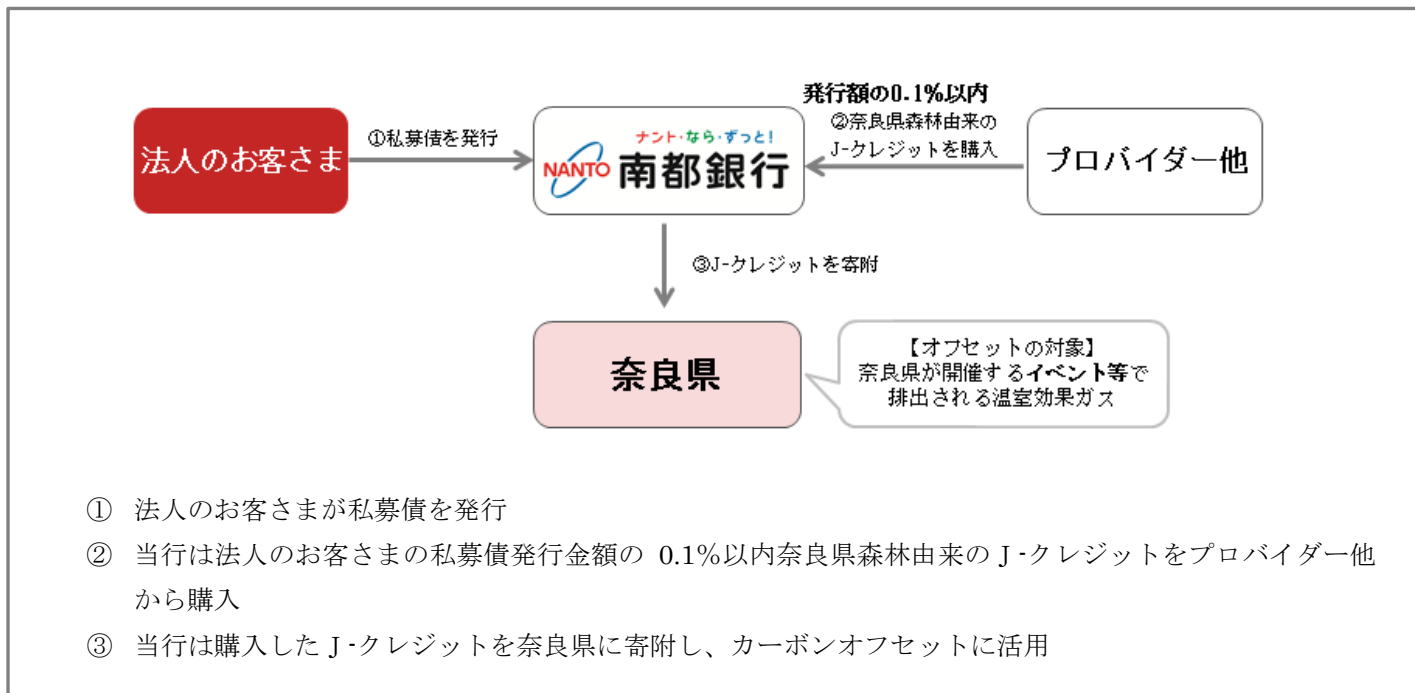 発行額の0.1%以内
②奈良県森林由来の
J-クレジットを購入
法人のお客さま
①私募債を発行
ナント・なら・ずっと!
NANTO 南都銀行
プロバイダー他
③J-クレジットを寄附
奈良県
【オフセットの対象】
奈良県が開催するイベント等で
排出される温室効果ガス
① 法人のお客さまが私募債を発行
② 当行は法人のお客さまの私募債発行金額の 0.1%以内奈良県森林由来の J -クレジットをプロバイダー他
から購入
③ 当行は購入した J -クレジットを奈良県に寄附し、カーボンオフセットに活用